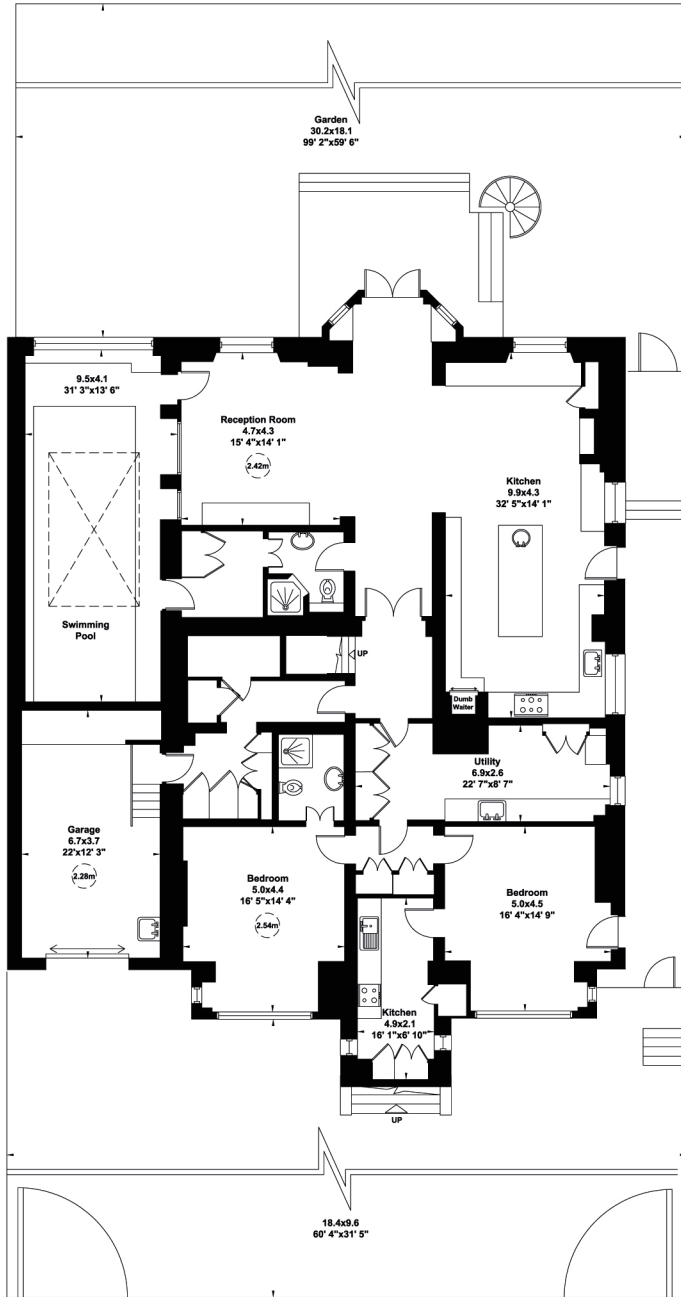 Garden
30.2x18.1
99' 2"x59' 6"
9.5x4.1
31' 3"x13' 6"
Reception Room
4.7x4.3
15' 4"x14' 1"
2.42m
Kitchen
9.9x4.3
32' 5"x14' 1"
Swimming
Pool
UP
Dumb
Waiter
Utility
6.9x2.6
22' 7"x8' 7"
Garage
6.7x3.7
22'x12' 3"
2.28m
Bedroom
5.0x4.4
16' 5"x14' 4"
2.54m
Bedroom
5.0x4.5
16' 4"x14' 9"
Kitchen
4.9x2.1
16' 1"x6' 10"
UP
18.4x9.6
60' 4"x31' 5"